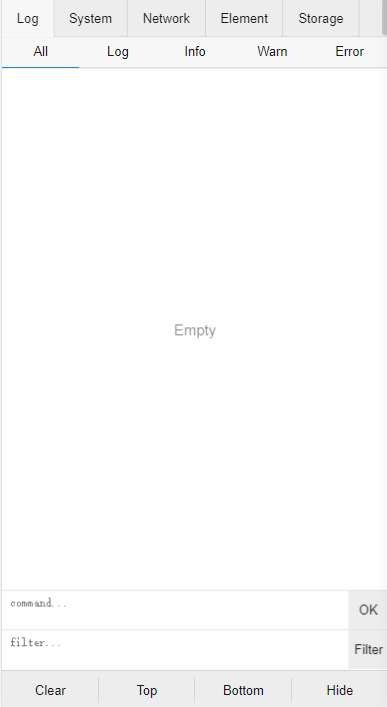 Log System Network Element Storage
All Log Info Warn Error
Empty
command...
OK
filter...
Filter
Clear Top Bottom Hide